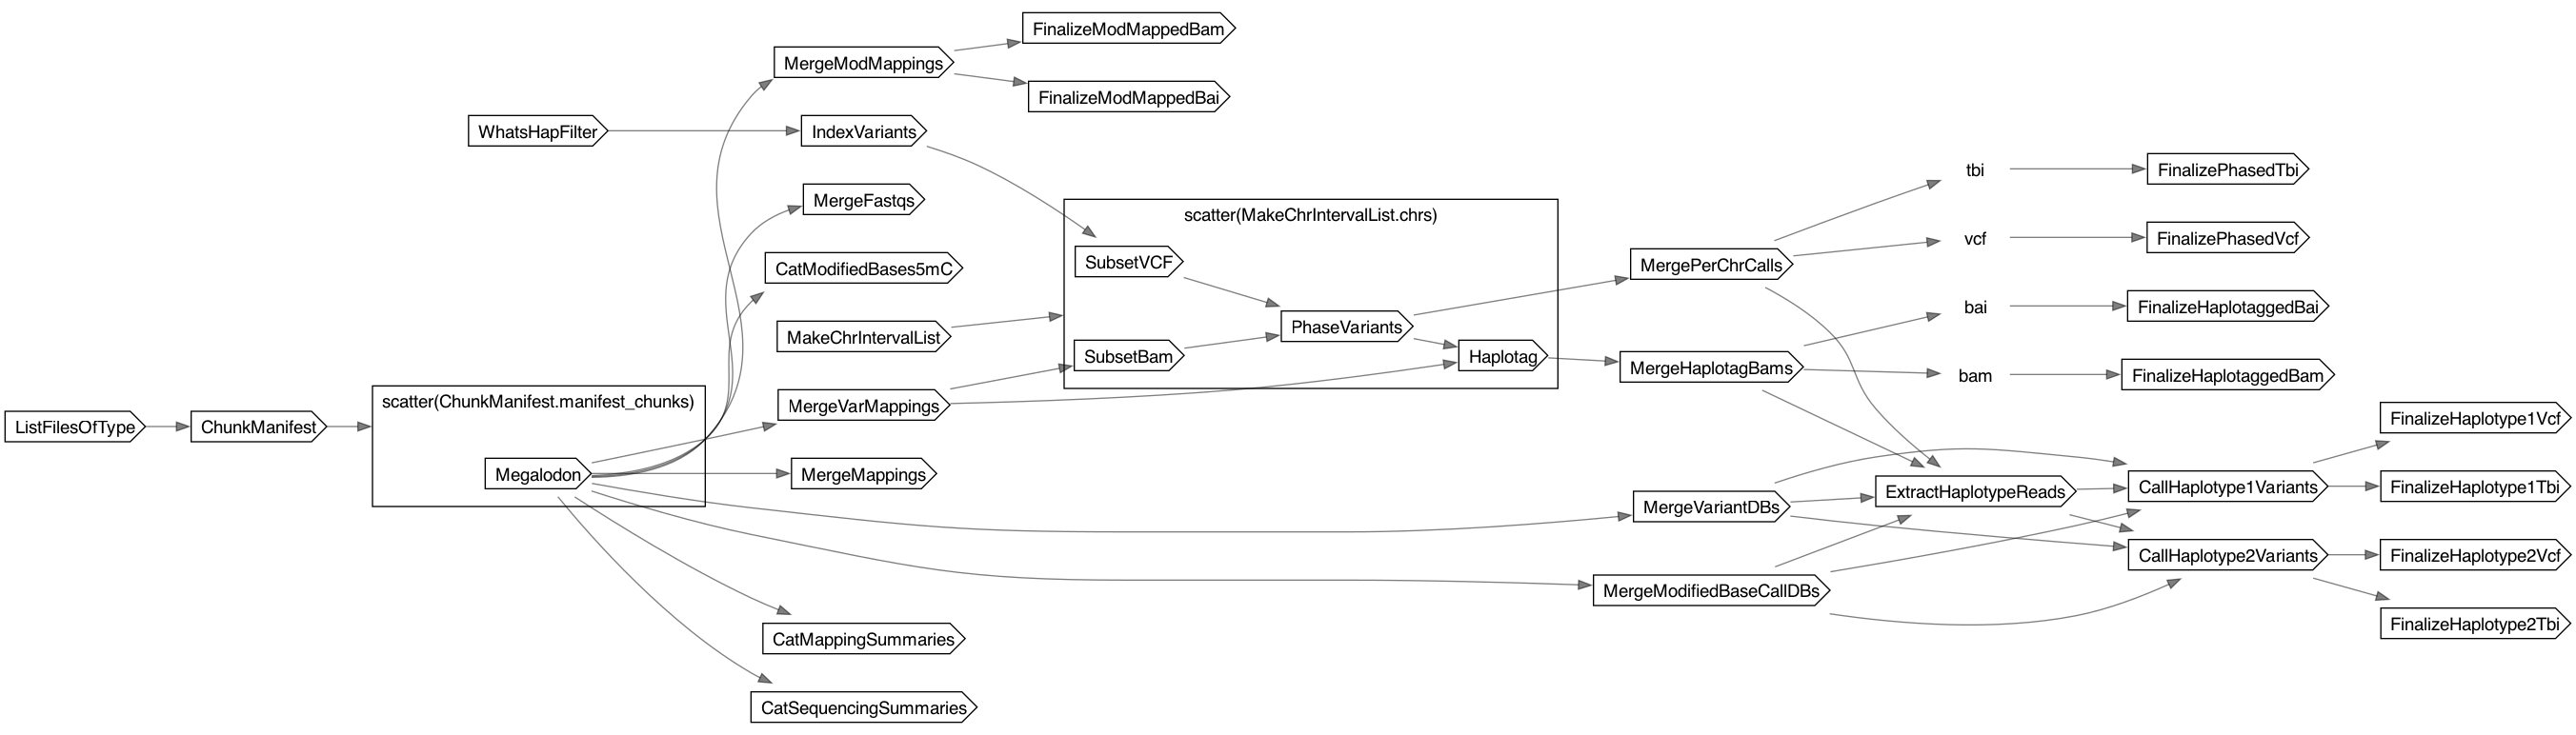 ListFilesOfType
ChunkManifest
scatter(ChunkManifest.manifest_chunks)
Megalodon
WhatsHapFilter
MergeModMappings
IndexVariants
MergeFastqs
CatModifiedBases5mC
MakeChrIntervalList
MergeVarMappings
MergeMappings
CatMappingSummaries
CatSequencingSummaries
FinalizeModMappedBam
FinalizeModMappedBai
scatter(MakeChrIntervalList.chrs)
SubsetVCF
SubsetBam
PhaseVariants
Haplotag
MergePerChrCalls
MergeHaplotagBams
MergeVariantDBs
MergeModifiedBaseCallDBs
tbi
vcf
bai
bam
ExtractHaplotypeReads
FinalizePhasedTbi
FinalizePhasedVcf
FinalizeHaplotaggedBai
FinalizeHaplotaggedBam
CallHaplotype1Variants
CallHaplotype2Variants
FinalizeHaplotype1Vcf
FinalizeHaplotype1Tbi
FinalizeHaplotype2Vcf
FinalizeHaplotype2Tbi